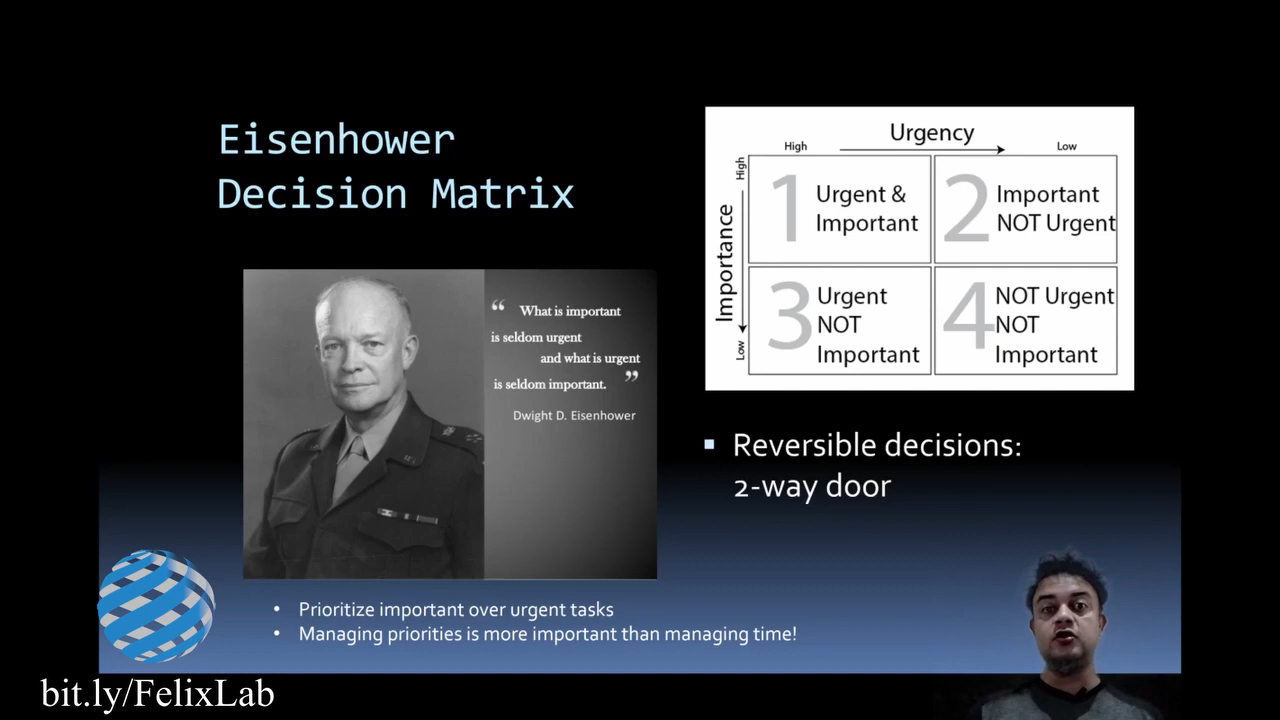 Eisenhower
Decision Matrix
“ What is important
is seldom urgent
and what is urgent
is seldom important. ”
Dwight D. Eisenhower
Prioritize important over urgent tasks
Managing priorities is more important than managing time!
Urgency
High
Low
Importance
High
Low
1 Urgent &
Important
2 Important
NOT Urgent
3 Urgent
NOT
Important
4 NOT Urgent
NOT
Important
Reversible decisions:
2-way door
bit.ly/FelixLab